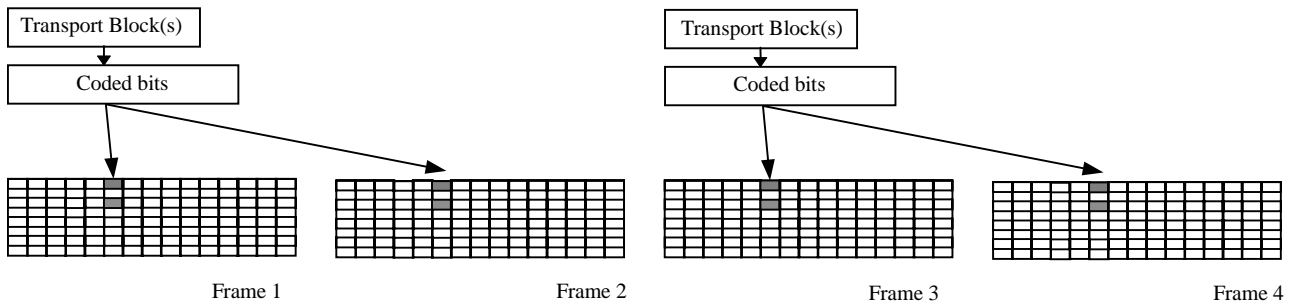 Transport Block(s)
Coded bits
Transport Block(s)
Coded bits
Frame 1
Frame 2
Frame 3
Frame 4